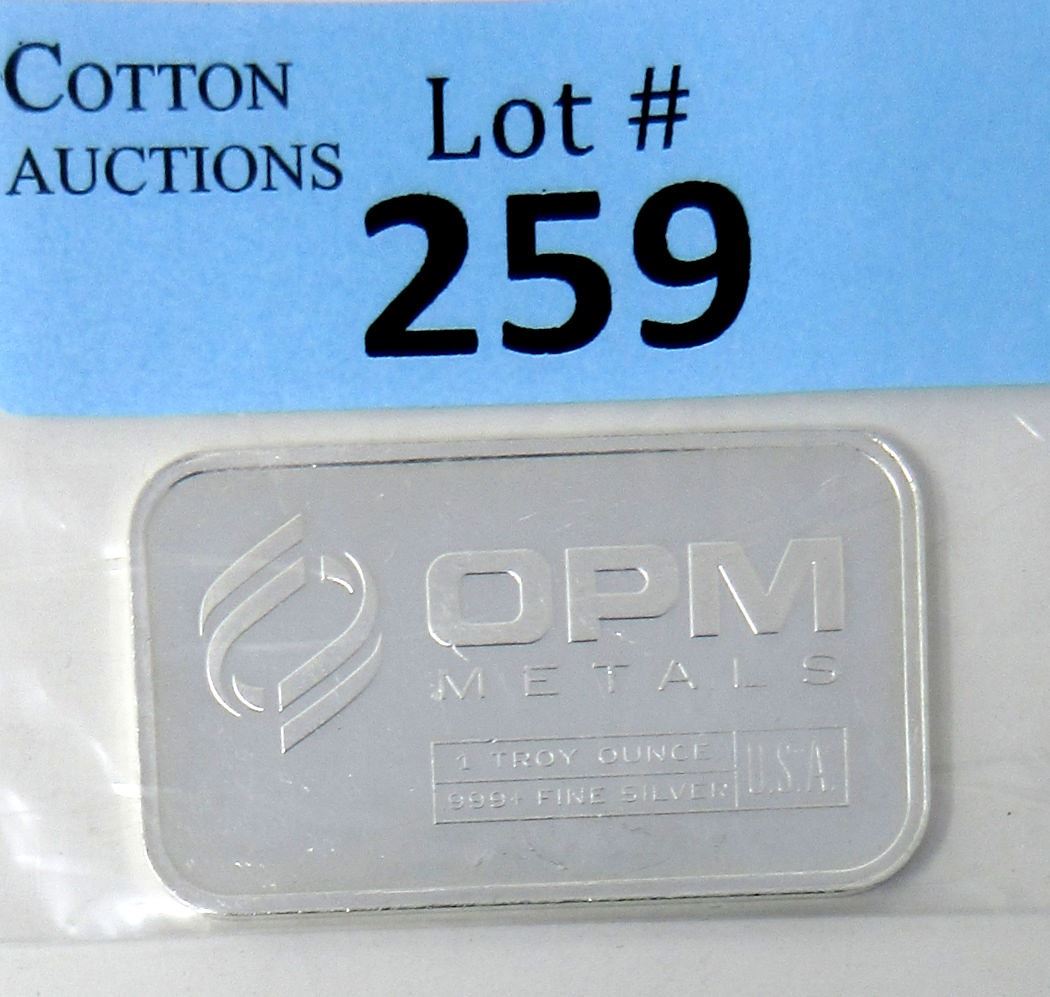 COTTON
AUCTIONS
Lot #
259
OPM
METALS
1 TROY OUNCE
.999+ FINE SILVER
U.S.A.